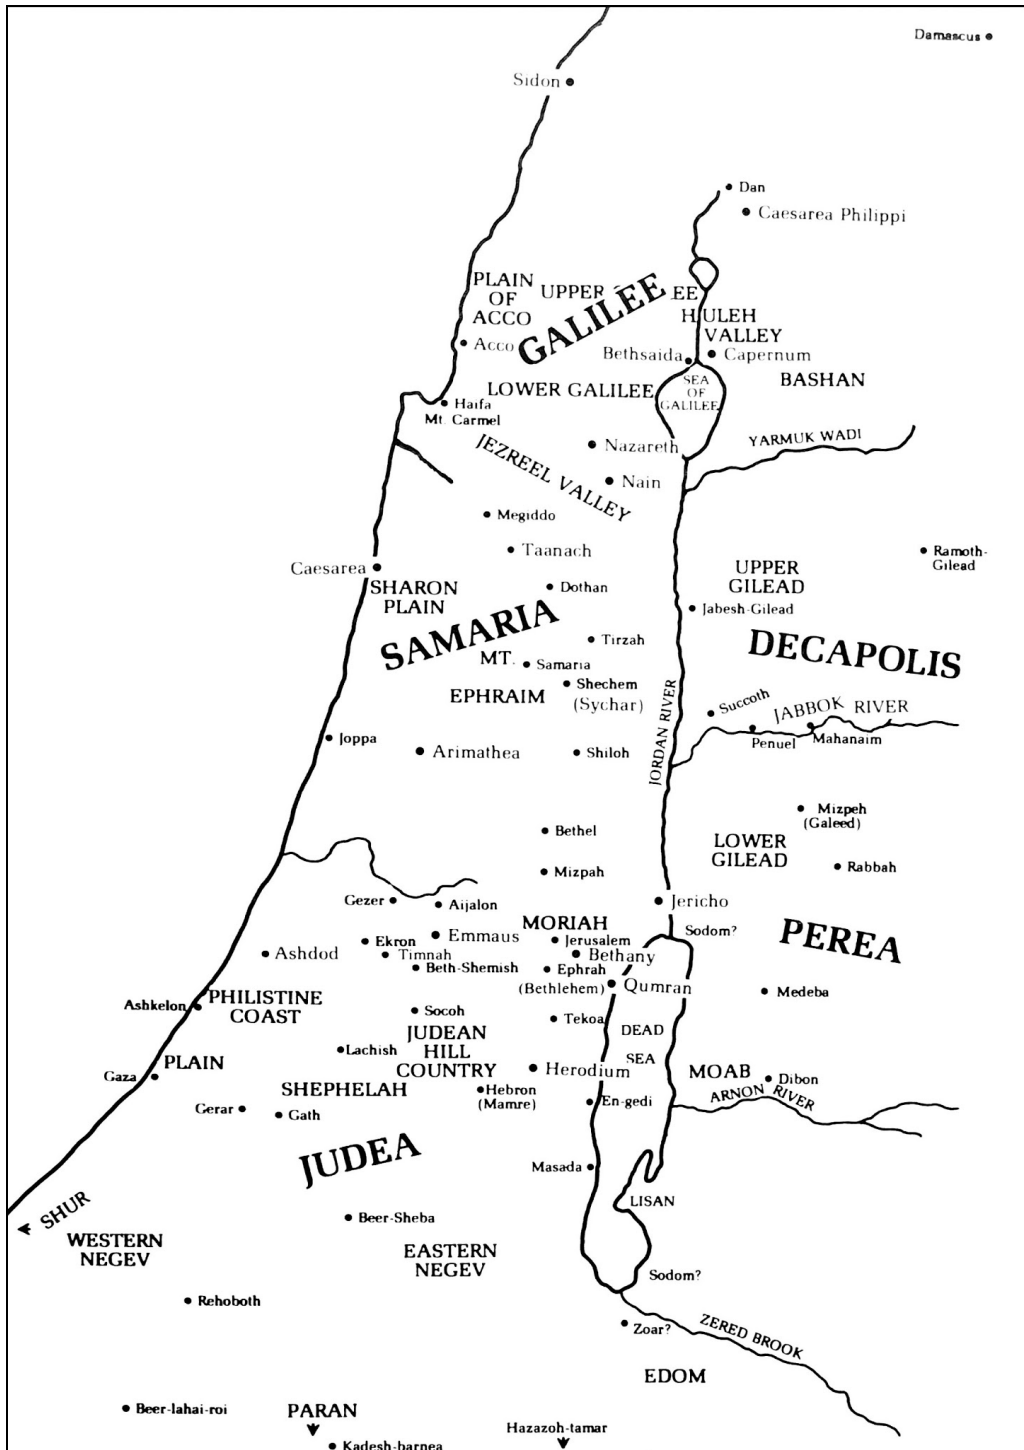 Damascus
Sidon
Dan
Caesarea Philippi
PLAIN
OF
ACCO
UPPER
EE
GALILEE
HULEH
VALLEY
Acco
Bethsaida
Capernum
BASHAN
LOWER GALILEE
SEA
OF
GALILEE
Haifa
Mt. Carmel
JEZREEL VALLEY
Nazareth
YARMUK WADI
Nain
Megiddo
Taanach
Ramoth-
Gilead
Caesarea
SHARON
PLAIN
Dothan
UPPER
GILEAD
Jabesh-Gilead
SAMARIA
Tirzah
DECAPOLIS
MT.
EPHRAIM
Samaria
Shechem
(Sychar)
JORDAN RIVER
Succoth
JABBOK RIVER
Penuel
Mahanaim
Joppa
Arimathea
Shiloh
Mizpeh
(Galeed)
Bethel
LOWER
GILEAD
Mizpah
Rabbah
Gezer
Aijalon
Jericho
MORIAH
Sodom?
PEREA
Ekron
Emmaus
Jerusalem
Ashdod
Timnah
Bethany
Beth-Shemish
Ephrah
(Bethlehem)
Qumran
Medeba
Ashkelon
PHILISTINE
COAST
Socoh
Tekoa
DEAD
SEA
JUDEAN
HILL
COUNTRY
Lachish
PLAIN
Gaza
Herodium
MOAB
Dibon
SHEPHELAH
Hebron
(Mamre)
En-gedi
ARNON RIVER
Gerar
Gath
JUDEA
Masada
LISAN
SHUR
Beer-Sheba
WESTERN
NEGEV
EASTERN
NEGEV
Sodom?
Rehoboth
Zoar?
ZERED BROOK
EDOM
Beer-lahai-roi
PARAN
Hazazoh-tamar
Kadesh-barnea